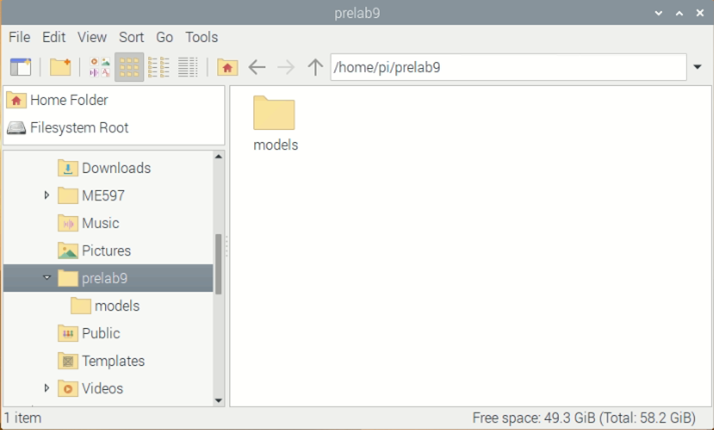 prelab9
File Edit View Sort Go Tools
/home/pi/prelab9
Home Folder
Filesystem Root
Downloads
ME597
Music
Pictures
prelab9
models
Public
Templates
Videos
models
1 item
Free space: 49.3 GiB (Total: 58.2 GiB)